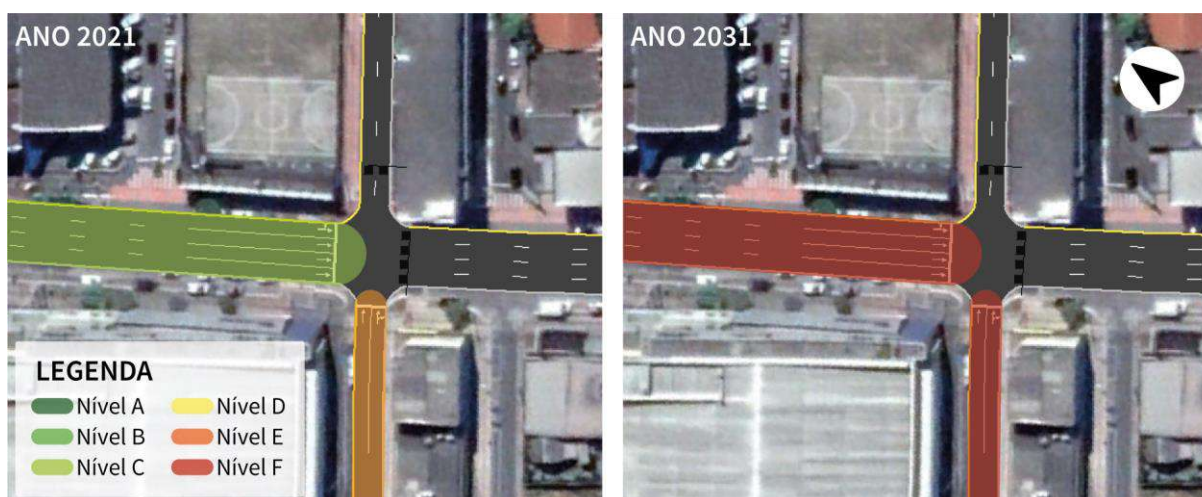 ANO 2021
ANO 2031
LEGENDA
Nível A
Nível D
Nível B
Nível E
Nível C
Nível F